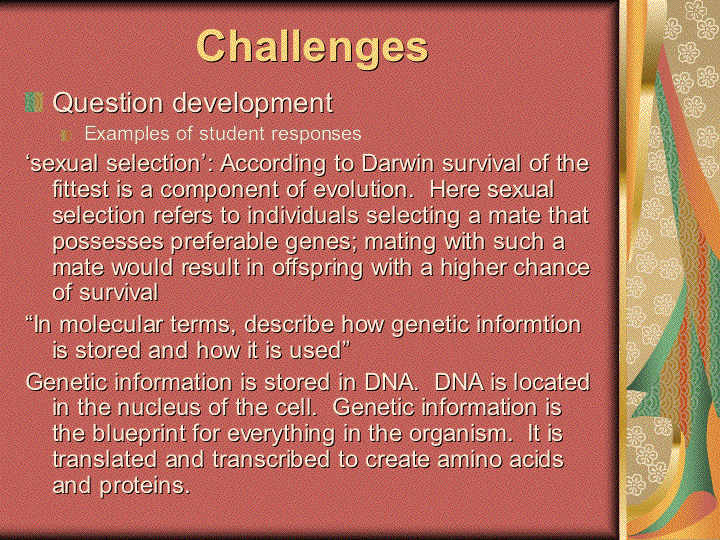 Challenges
Question development
Examples of student responses
‘sexual selection’: According to Darwin survival of the
fittest is a component of evolution.  Here sexual
selection refers to individuals selecting a mate that
possesses preferable genes; mating with such a
mate would result in offspring with a higher chance
of survival
“In molecular terms, describe how genetic informtion
is stored and how it is used”
Genetic information is stored in DNA.  DNA is located
in the nucleus of the cell.  Genetic information is
the blueprint for everything in the organism.  It is
translated and transcribed to create amino acids
and proteins.